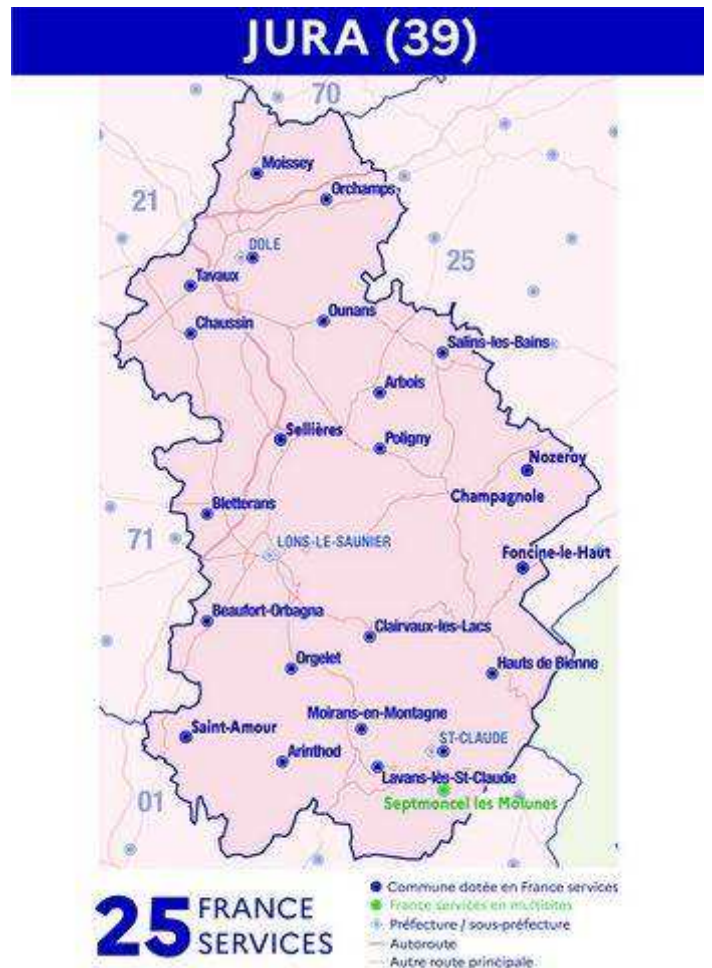 JURA (39)
70
Moissey
Orchamps
21
DOLE
25
Tavaux
Ounans
Chaussin
Salins-les-Bains
Arbois
Sellières
Poligny
Nozeroy
Champagnole
Bletterans
71
LONS-LE-SAUNIER
Foncine-le-Haut
Beaufort-Orbagna
Clairvaux-les-Lacs
Orgelet
Hauts de Bienne
Moirans-en-Montagne
Saint-Amour
ST-CLAUDE
Arinthod
Lavans-lès-St-Claude
01
Septmoncel les Molunes
25 FRANCE
SERVICES
Commune dotée en France services
France services en multisites
Préfecture / sous-préfecture
Autoroute
Autre route principale